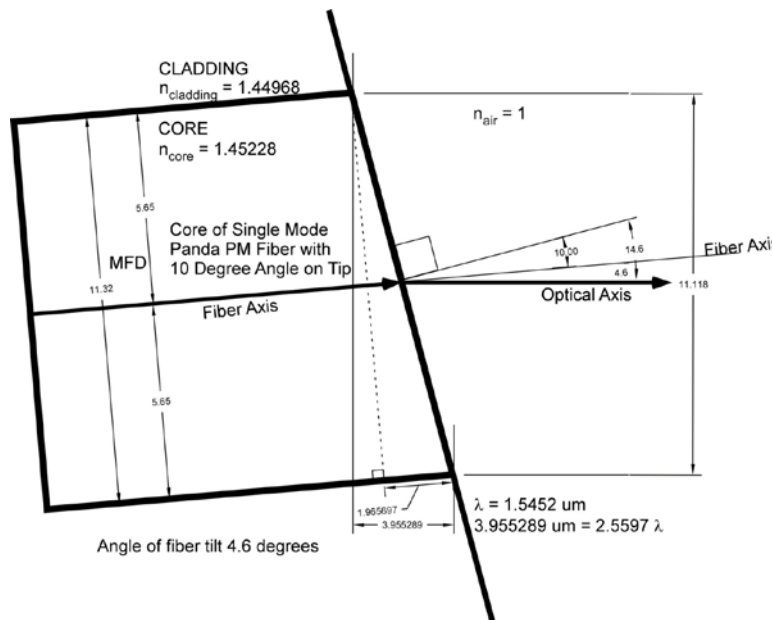 CLADDING
n cladding = 1.44968
CORE
n core = 1.45228
n air = 1
5.65
Core of Single Mode
Panda PM Fiber with
10 Degree Angle on Tip
MFD
11.32
10.00
14.6
Fiber Axis
4.6
11.118
Optical Axis
Fiber Axis
5.65
1.965697
3.955289
λ = 1.5452 um
3.955289 um = 2.5597 λ
Angle of fiber tilt 4.6 degrees